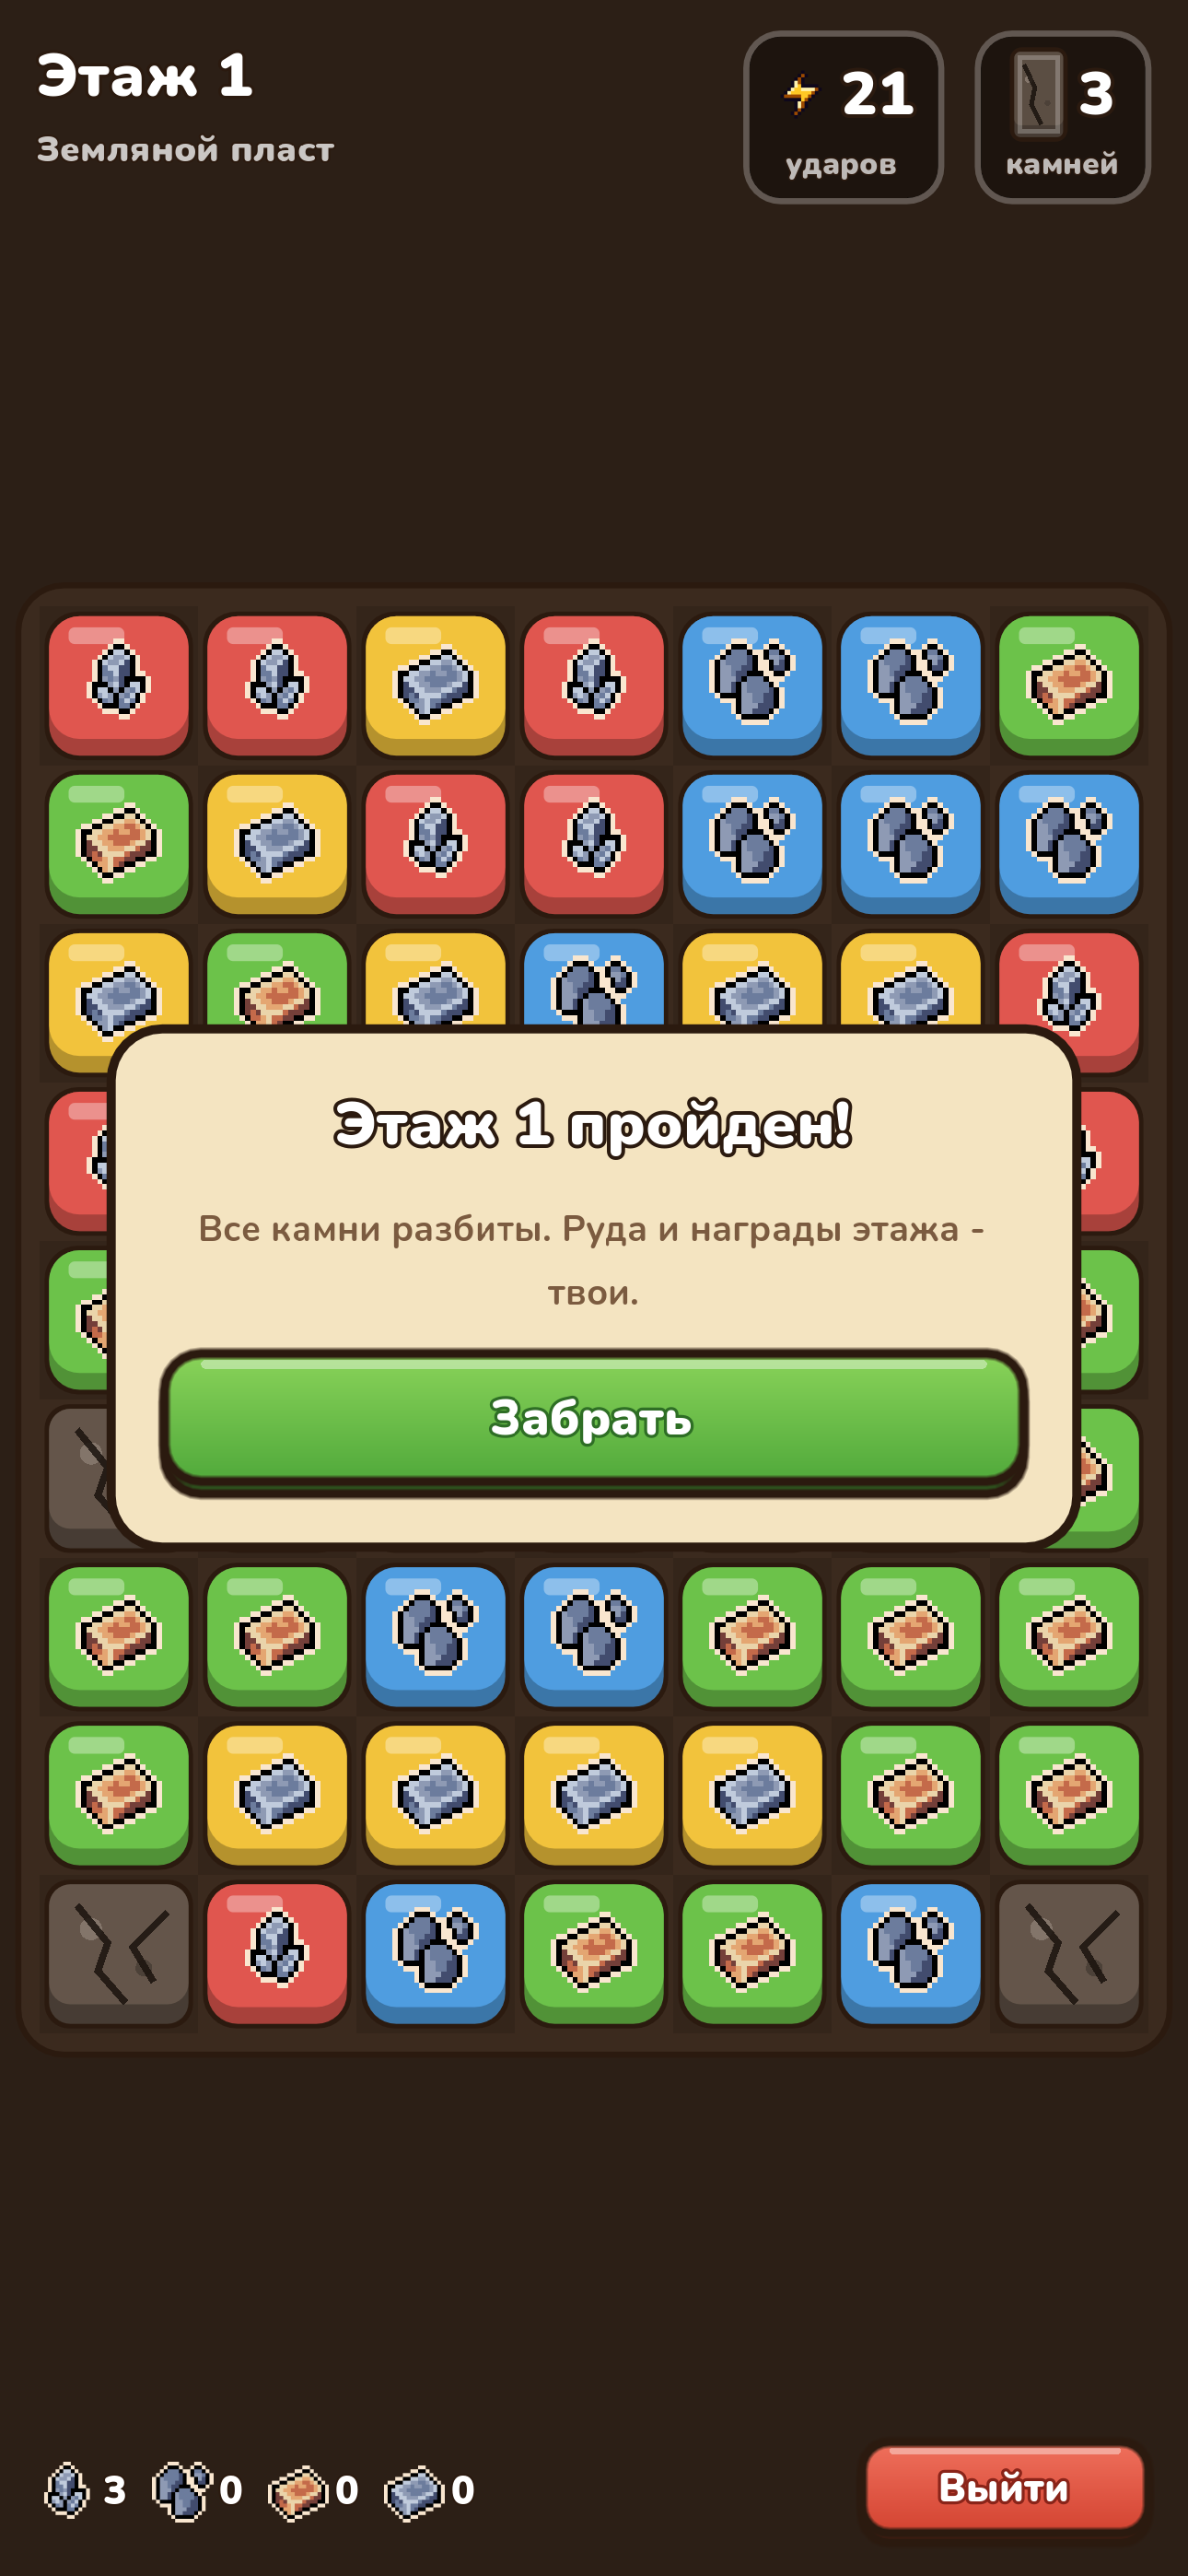 Этаж 1
Земляной пласт
21
ударов
3
камней
Этаж 1 пройден!
Все камни разбиты. Руда и награды этажа -
твои.
Забрать
3 0 0 0
Выйти